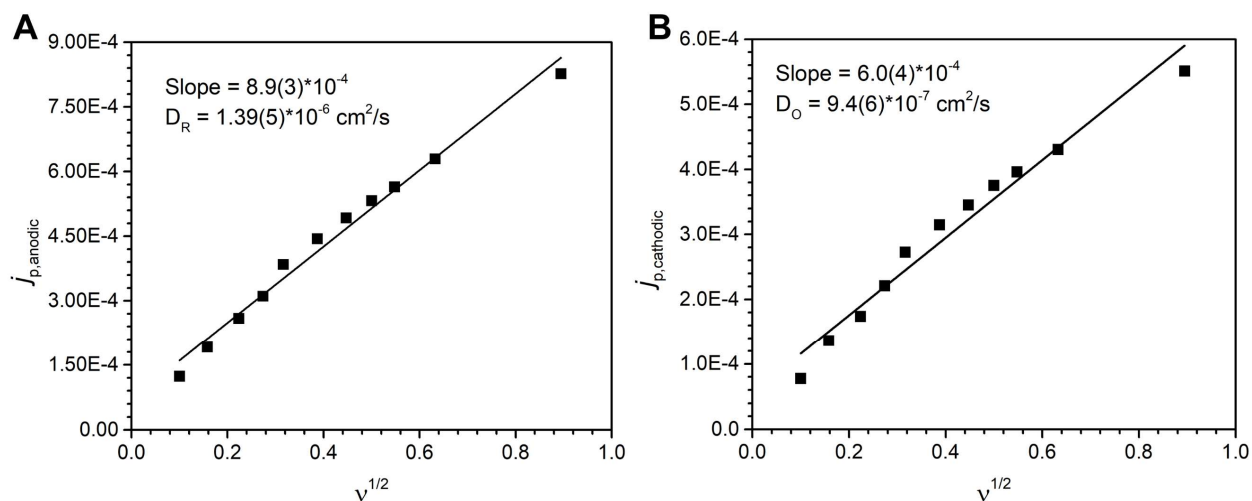 A
9.00E-4
7.50E-4
6.00E-4
4.50E-4
3.00E-4
1.50E-4
0.00
Slope = 8.9(3)*10^-4
D_R = 1.39(5)*10^-6 cm^2/s
j_p,anodic
0.0 0.2 0.4 0.6 0.8 1.0
ν^1/2
B
6.0E-4
5.0E-4
4.0E-4
3.0E-4
2.0E-4
1.0E-4
0.0
Slope = 6.0(4)*10^-4
D_O = 9.4(6)*10^-7 cm^2/s
j_p,cathodic
0.0 0.2 0.4 0.6 0.8 1.0
ν^1/2